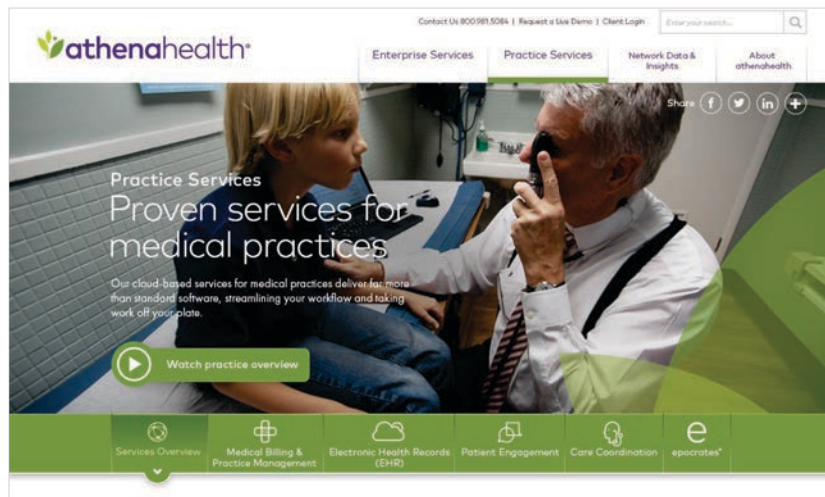 Contact Us 800.981.5084 | Request a Live Demo | Client Login
Enter your search...
athenahealth
Enterprise Services
Practice Services
Network Data &
Insights
About
athenahealth
Share
Practice Services
Proven services for
medical practices
Our cloud-based services for medical practices deliver far more
than standard software, streamlining your workflow and taking
work off your plate.
Watch practice overview
Services Overview
Medical Billing &
Practice Management
Electronic Health Records
(EHR)
Patient Engagement
Care Coordination
e
epocrates